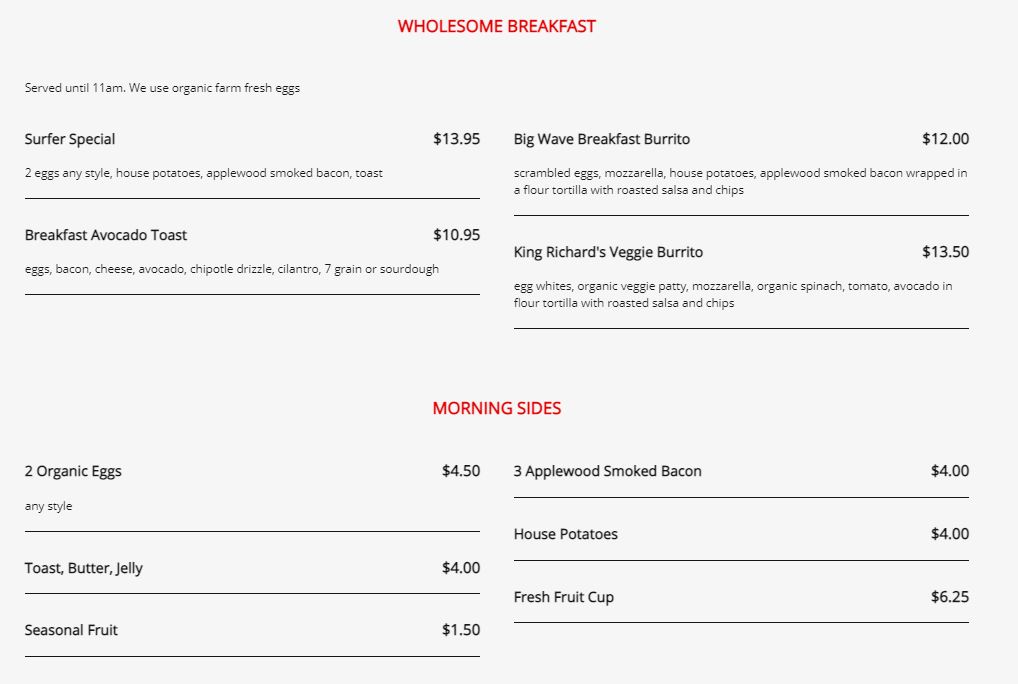 WHOLESOME BREAKFAST
Served until 11am. We use organic farm fresh eggs
Surfer Special $13.95
2 eggs any style, house potatoes, applewood smoked bacon, toast
Breakfast Avocado Toast $10.95
eggs, bacon, cheese, avocado, chipotle drizzle, cilantro, 7 grain or sourdough
Big Wave Breakfast Burrito $12.00
scrambled eggs, mozzarella, house potatoes, applewood smoked bacon wrapped in
a flour tortilla with roasted salsa and chips
King Richard's Veggie Burrito $13.50
egg whites, organic veggie patty, mozzarella, organic spinach, tomato, avocado in
flour tortilla with roasted salsa and chips
MORNING SIDES
2 Organic Eggs $4.50
any style
Toast, Butter, Jelly $4.00
Seasonal Fruit $1.50
3 Applewood Smoked Bacon $4.00
House Potatoes $4.00
Fresh Fruit Cup $6.25